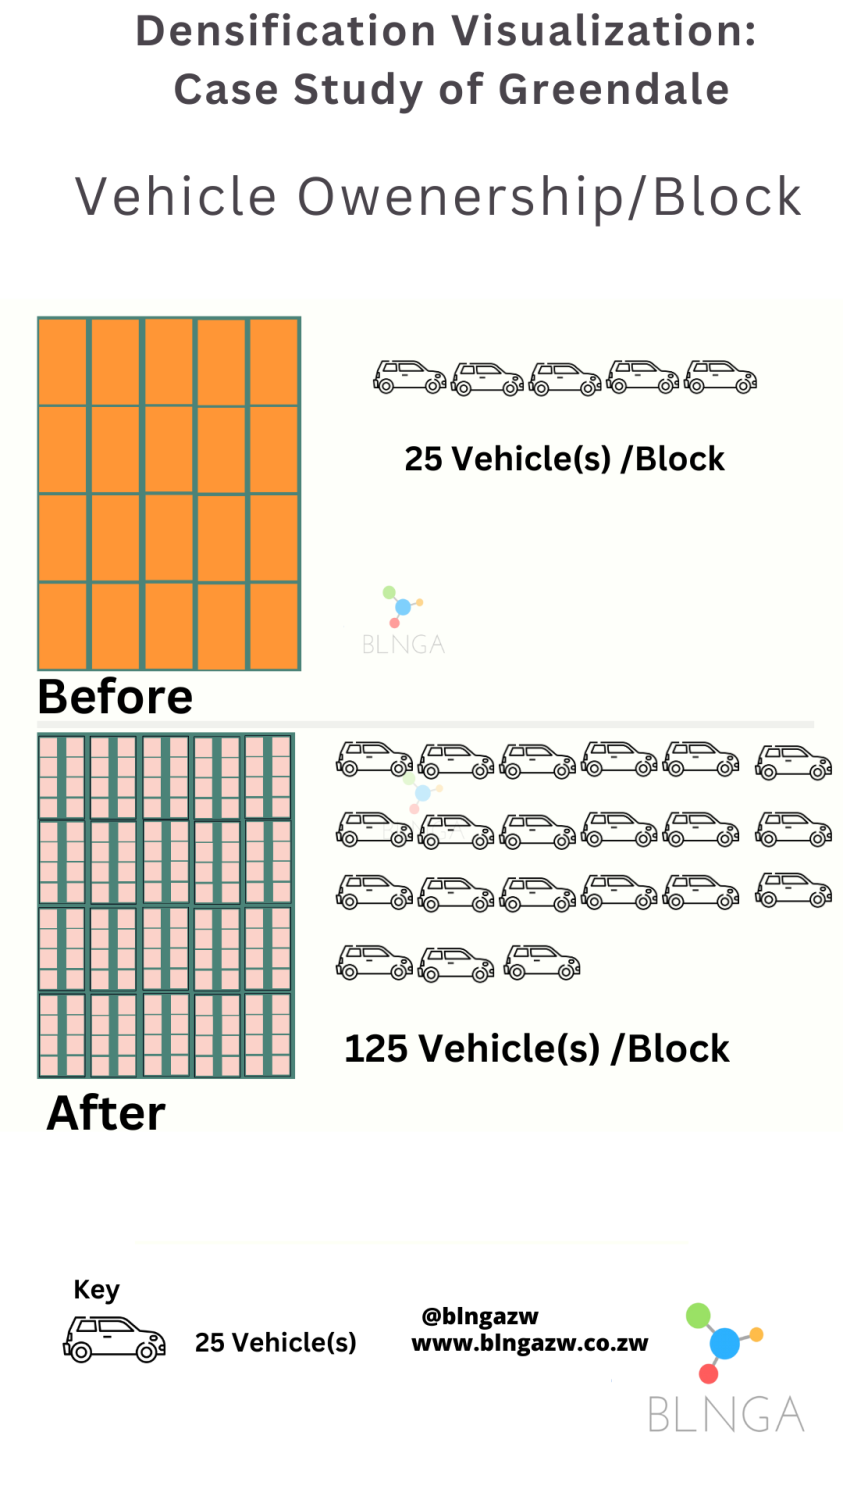 Densification Visualization:
Case Study of Greendale
Vehicle Owenership/Block
25 Vehicle(s) /Block
BLNGA
Before
BLNGA
125 Vehicle(s) /Block
After
Key
25 Vehicle(s)
@blngazw
www.blngazw.co.zw
BLNGA